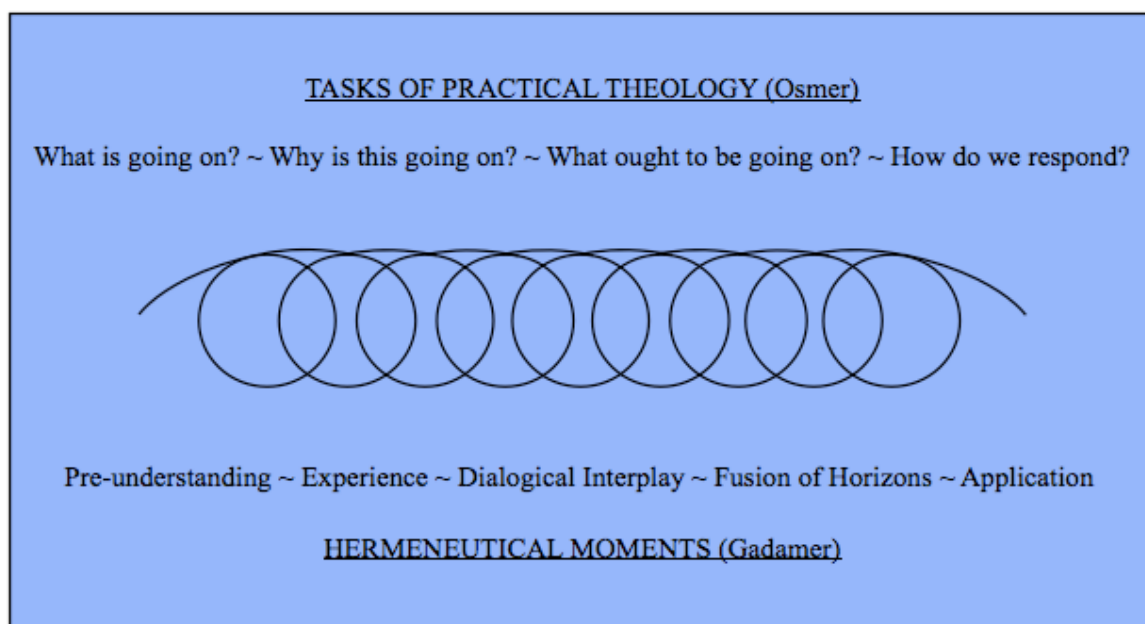 TASKS OF PRACTICAL THEOLOGY (Osmer)
What is going on? ~ Why is this going on? ~ What ought to be going on? ~ How do we respond?
Pre-understanding ~ Experience ~ Dialogical Interplay ~ Fusion of Horizons ~ Application
HERMENEUTICAL MOMENTS (Gadamer)